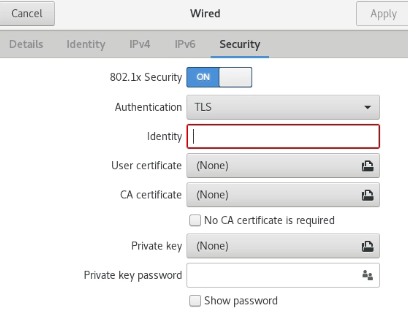 Cancel Wired Apply
Details Identity IPv4 IPv6 Security
802.1x Security ON
Authentication TLS
Identity
User certificate (None)
CA certificate (None)
No CA certificate is required
Private key (None)
Private key password
Show password